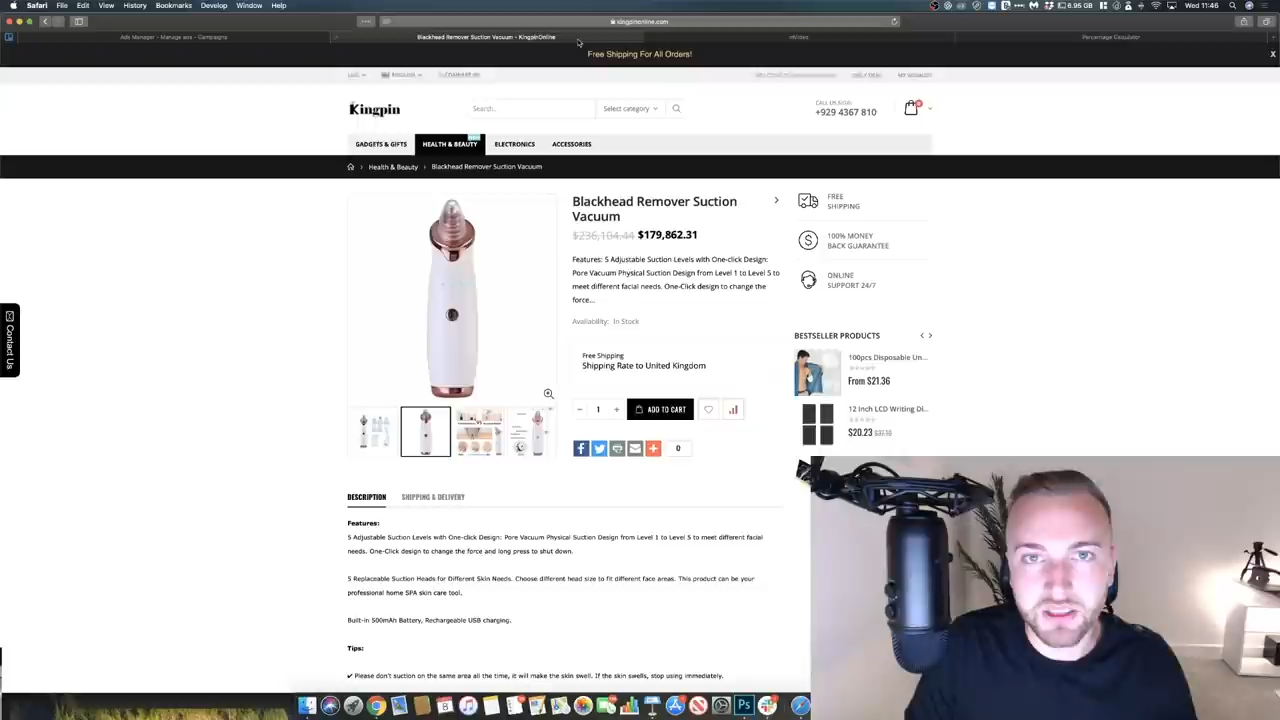 Safari File Edit View History Bookmarks Develop Window Help
6.95 GB
Wed 11:46
kingpinonline.com
Ads Manager - Manage ads - Campaigns
Blackhead Remover Suction Vacuum - KingpinOnline
Percentage Calculator
Free Shipping For All Orders!
X
Kingpin
Search..
Select category
CALL US NOW:
+929 4367 810
GADGETS & GIFTS
HEALTH & BEAUTY
ELECTRONICS
ACCESSORIES
Health & Beauty
Blackhead Remover Suction Vacuum
Blackhead Remover Suction
Vacuum
$236,104.44 $179,862.31
Features: 5 Adjustable Suction Levels with One-click Design:
Pore Vacuum Physical Suction Design from Level 1 to Level 5 to
meet different facial needs. One-Click design to change the
force...
Availability: In Stock
Free Shipping
Shipping Rate to United Kingdom
- 1 +
ADD TO CART
0
FREE
SHIPPING
100% MONEY
BACK GUARANTEE
ONLINE
SUPPORT 24/7
BESTSELLER PRODUCTS
100pcs Disposable Un...
From $21.36
12 Inch LCD Writing Di...
$20.23 $37.10
Contact Us
DESCRIPTION
SHIPPING & DELIVERY
Features:
5 Adjustable Suction Levels with One-click Design: Pore Vacuum Physical Suction Design from Level 1 to Level 5 to meet different facial
needs. One-Click design to change the force and long press to shut down.
5 Replaceable Suction Heads for Different Skin Needs. Choose different head size to fit different face areas. This product can be your
professional home SPA skin care tool.
Built-in 500mAh Battery, Rechargeable USB charging.
Tips:
✔ Please don't suction on the same area all the time, it will make the skin swell. If the skin swells, stop using immediately.
Ps